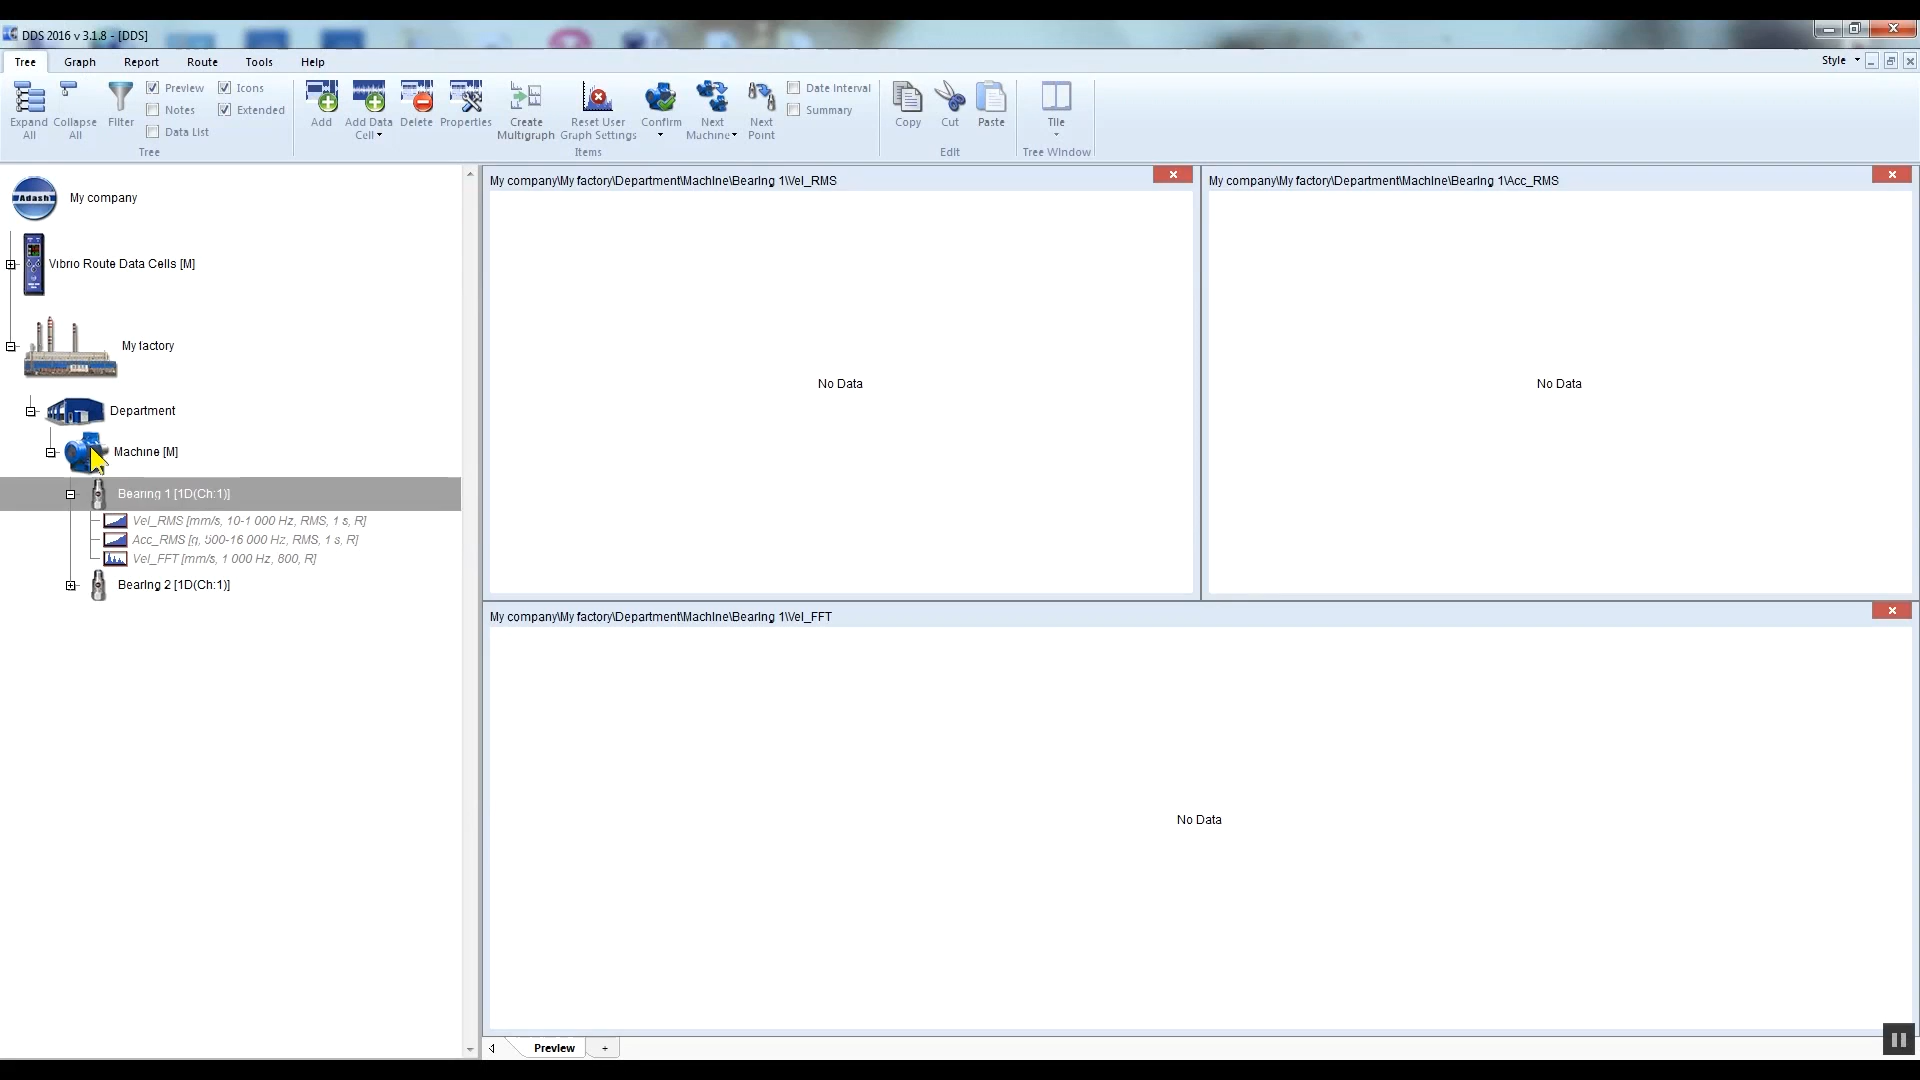 DDS 2016 v 3.1.8 - [DDS]
Tree Graph Report Route Tools Help Style
Expand All
Collapse All
Filter
Preview
Notes
Data List
Icons
Extended
Tree
Add
Add Data Cell
Delete
Properties
Create Multigraph
Reset User Graph Settings
Confirm
Next Machine
Next Point
Date Interval
Summary
Items
Copy
Cut
Paste
Edit
Tile
Tree Window
Adash
My company
Vibrio Route Data Cells [M]
My factory
Department
Machine [M]
Bearing 1 [1D(Ch:1)]
Vel_RMS [mm/s, 10-1 000 Hz, RMS, 1 s, R]
Acc_RMS [g, 500-16 000 Hz, RMS, 1 s, R]
Vel_FFT [mm/s, 1 000 Hz, 800, R]
Bearing 2 [1D(Ch:1)]
My company\My factory\Department\Machine\Bearing 1\Vel_RMS
No Data
My company\My factory\Department\Machine\Bearing 1\Acc_RMS
No Data
My company\My factory\Department\Machine\Bearing 1\Vel_FFT
No Data
Preview +